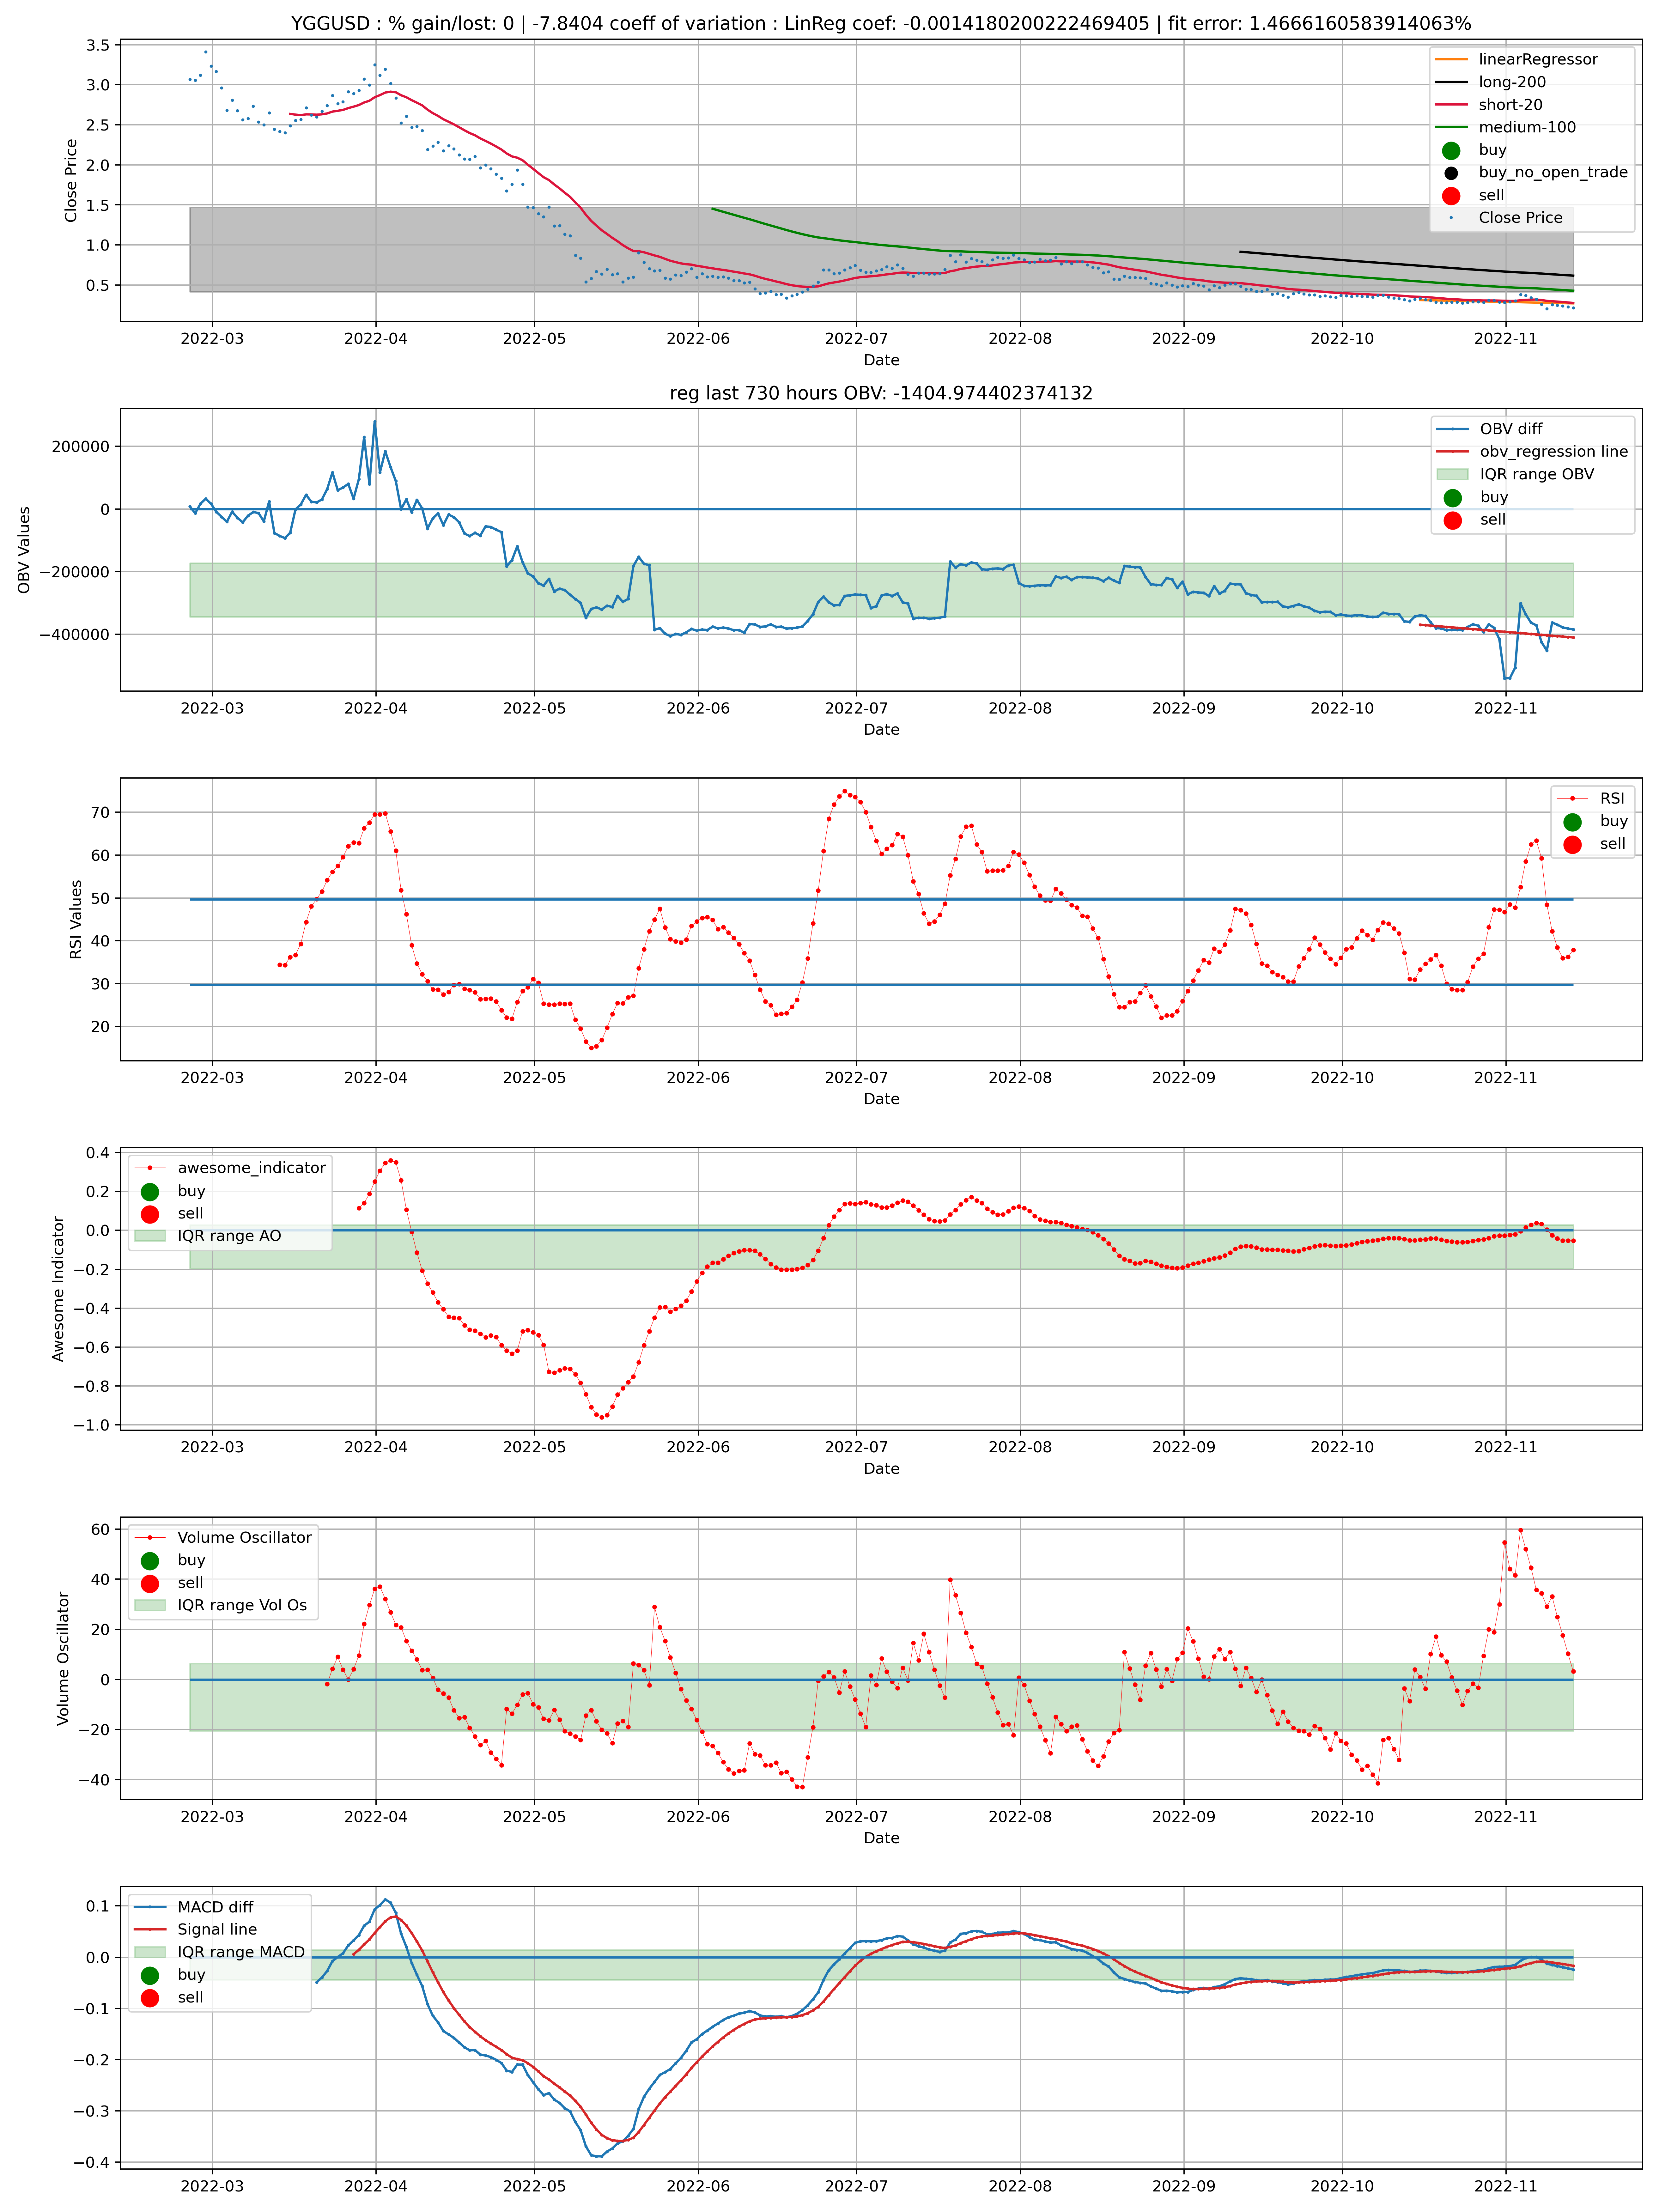 YGGUSD : % gain/lost: 0 | -7.8404 coeff of variation : LinReg coef: -0.0014180200222469405 | fit error: 1.4666160583914063%
3.5
3.0
2.5
2.0
1.5
1.0
0.5
Close Price
linearRegressor
long-200
short-20
medium-100
buy
buy_no_open_trade
sell
Close Price
2022-03 2022-04 2022-05 2022-06 2022-07 2022-08 2022-09 2022-10 2022-11
Date
reg last 730 hours OBV: -1404.974402374132
200000
0
−200000
−400000
OBV Values
OBV diff
obv_regression line
IQR range OBV
buy
sell
2022-03 2022-04 2022-05 2022-06 2022-07 2022-08 2022-09 2022-10 2022-11
Date
70
60
50
40
30
20
RSI Values
RSI
buy
sell
2022-03 2022-04 2022-05 2022-06 2022-07 2022-08 2022-09 2022-10 2022-11
Date
0.4
0.2
0.0
−0.2
−0.4
−0.6
−0.8
−1.0
Awesome Indicator
awesome_indicator
buy
sell
IQR range AO
2022-03 2022-04 2022-05 2022-06 2022-07 2022-08 2022-09 2022-10 2022-11
Date
60
40
20
0
−20
−40
Volume Oscillator
Volume Oscillator
buy
sell
IQR range Vol Os
2022-03 2022-04 2022-05 2022-06 2022-07 2022-08 2022-09 2022-10 2022-11
Date
0.1
0.0
−0.1
−0.2
−0.3
−0.4
MACD diff
Signal line
IQR range MACD
buy
sell
2022-03 2022-04 2022-05 2022-06 2022-07 2022-08 2022-09 2022-10 2022-11